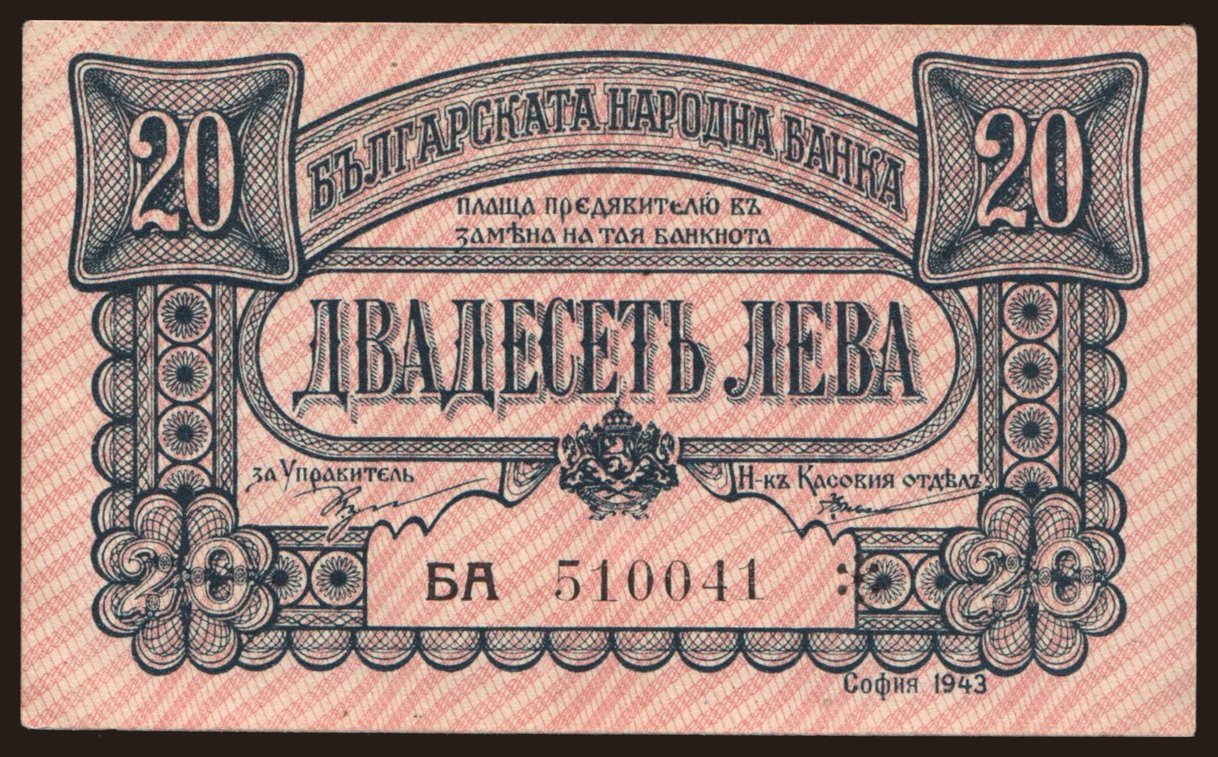 20 20
БЪЛГАРСКАТА НАРОДНА БАНКА
ПЛАЩА ПРЕДЯВИТЕЛЮ ВЪ
ЗАМѢНА НА ТАЯ БАНКНОТА
ДВАДЕСЕТЬ ЛЕВА
за Управитель Н-къ Касовия отдѣлъ
20 20
БА 510041
София 1943